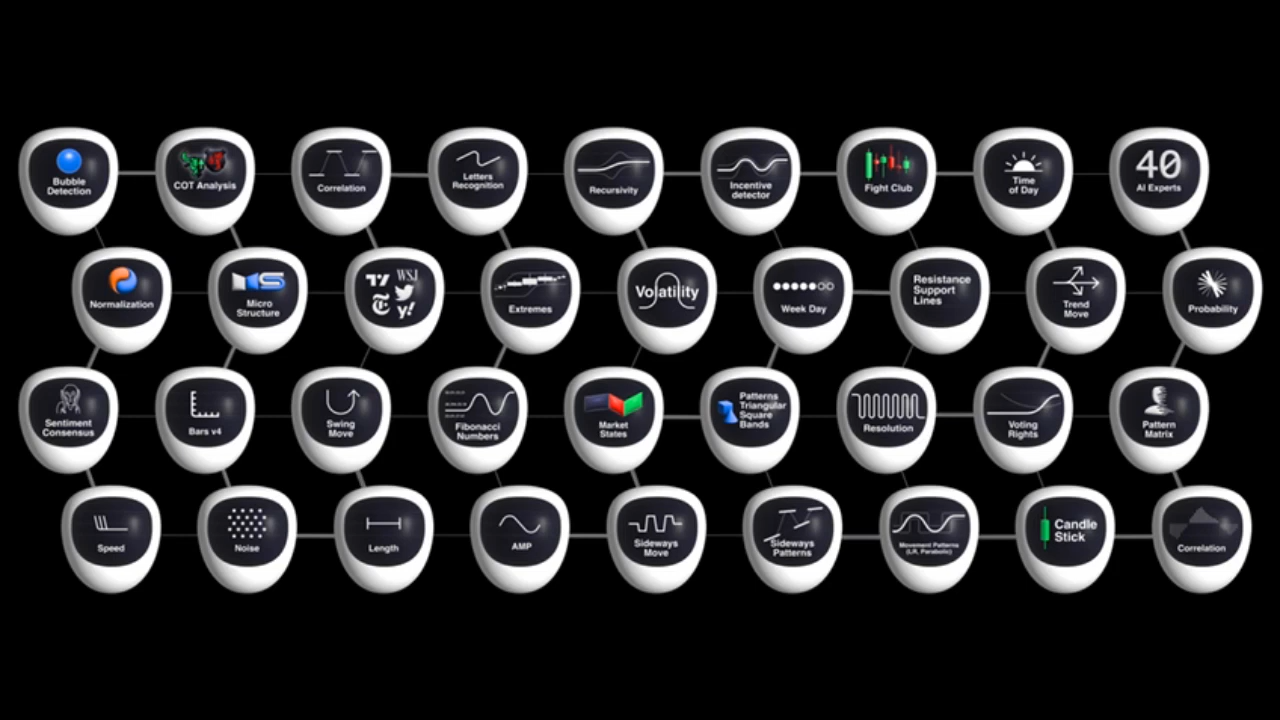 Bubble
Detection
COT Analysis
Correlation
Letters
Recognition
Recursivity
Incentive
detector
Fight Club
Time
of Day
40
AI Experts
Normalization
Micro
Structure
WSJ
y!
Extremes
Volatility
Week Day
Resistance
Support
Lines
Trend
Move
Probability
Sentiment
Consensus
Bars v4
Swing
Move
Fibonacci
Numbers
Market
States
Patterns
Triangular
Square
Bands
Resolution
Voting
Rights
Pattern
Matrix
Speed
Noise
Length
AMP
Sideways
Move
Sideways
Patterns
Movement Patterns
(LR, Parabolic)
Candle
Stick
Correlation